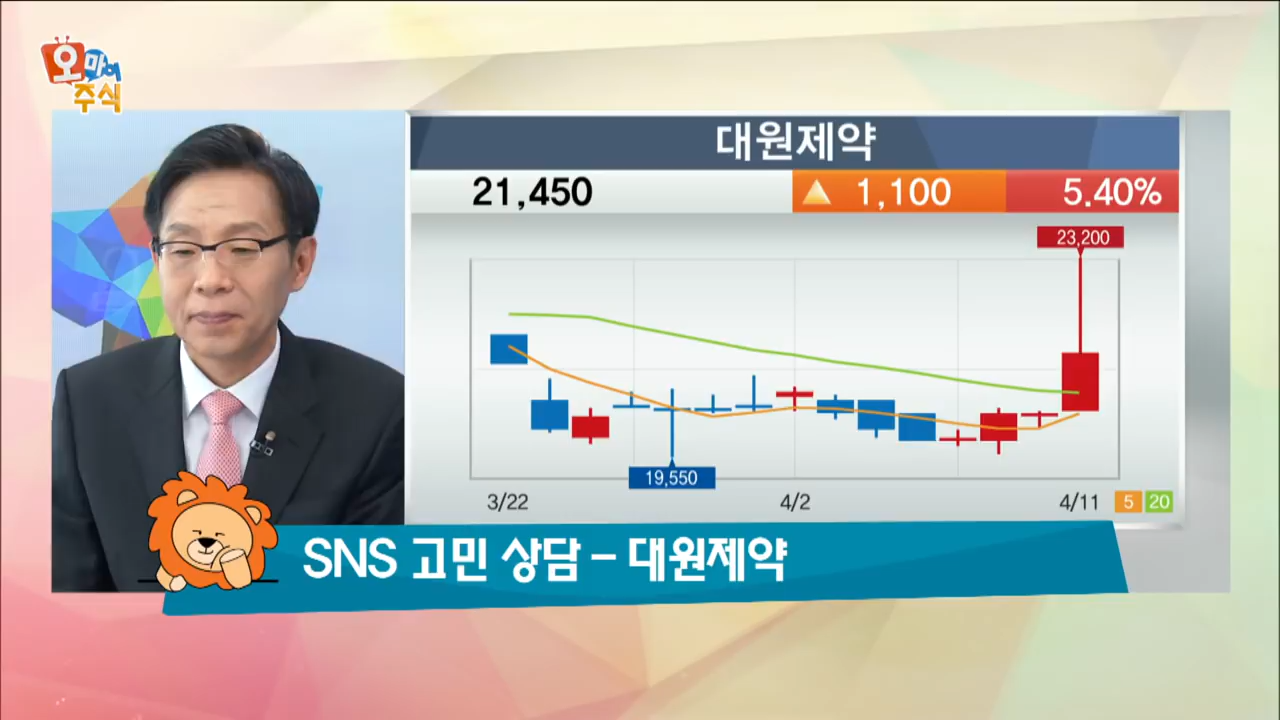 오마이
주식
대원제약
21,450 ▲ 1,100 5.40%
23,200
19,550
3/22 4/2 4/11 5 20
SNS 고민 상담 – 대원제약